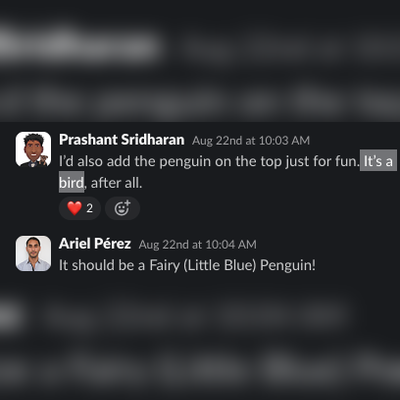 Prashant Sridharan Aug 22nd at 10:03 AM
I’d also add the penguin on the top just for fun. It’s a
bird, after all.
❤️ 2
Ariel Pérez Aug 22nd at 10:04 AM
It should be a Fairy (Little Blue) Penguin!